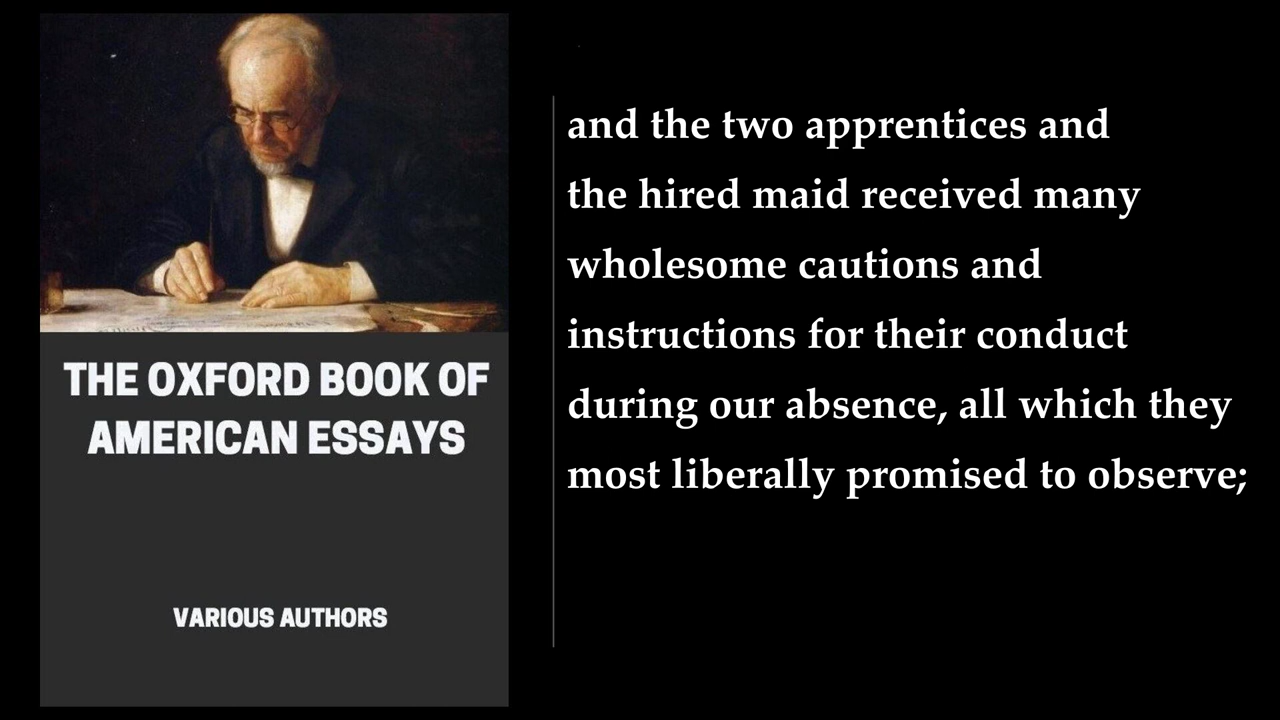 THE OXFORD BOOK OF
AMERICAN ESSAYS
VARIOUS AUTHORS
and the two apprentices and
the hired maid received many
wholesome cautions and
instructions for their conduct
during our absence, all which they
most liberally promised to observe;